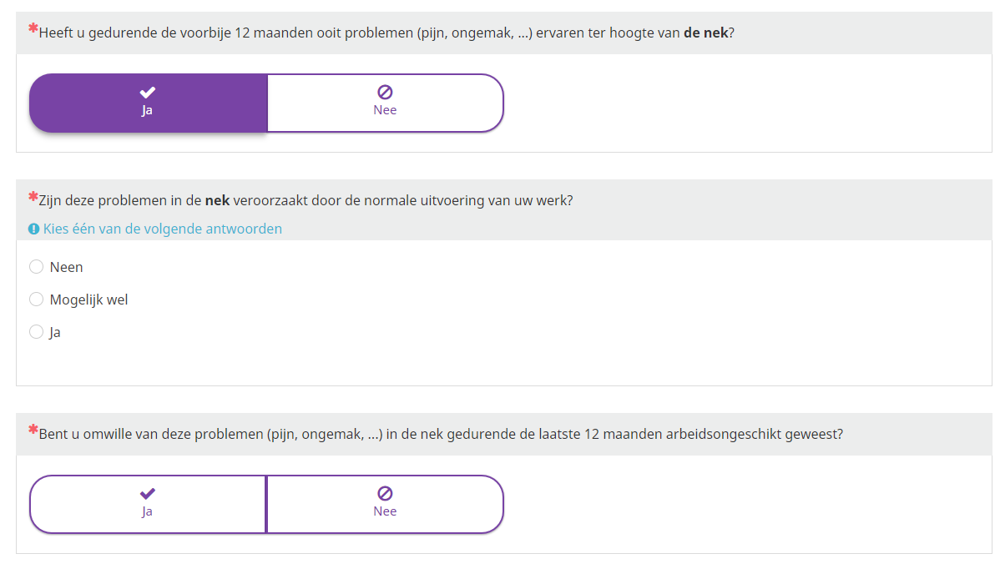 *Heeft u gedurende de voorbije 12 maanden ooit problemen (pijn, ongemak, ...) ervaren ter hoogte van de nek?
Ja
Nee
*Zijn deze problemen in de nek veroorzaakt door de normale uitvoering van uw werk?
Kies één van de volgende antwoorden
Neen
Mogelijk wel
Ja
*Bent u omwille van deze problemen (pijn, ongemak, ...) in de nek gedurende de laatste 12 maanden arbeidsongeschikt geweest?
Ja
Nee